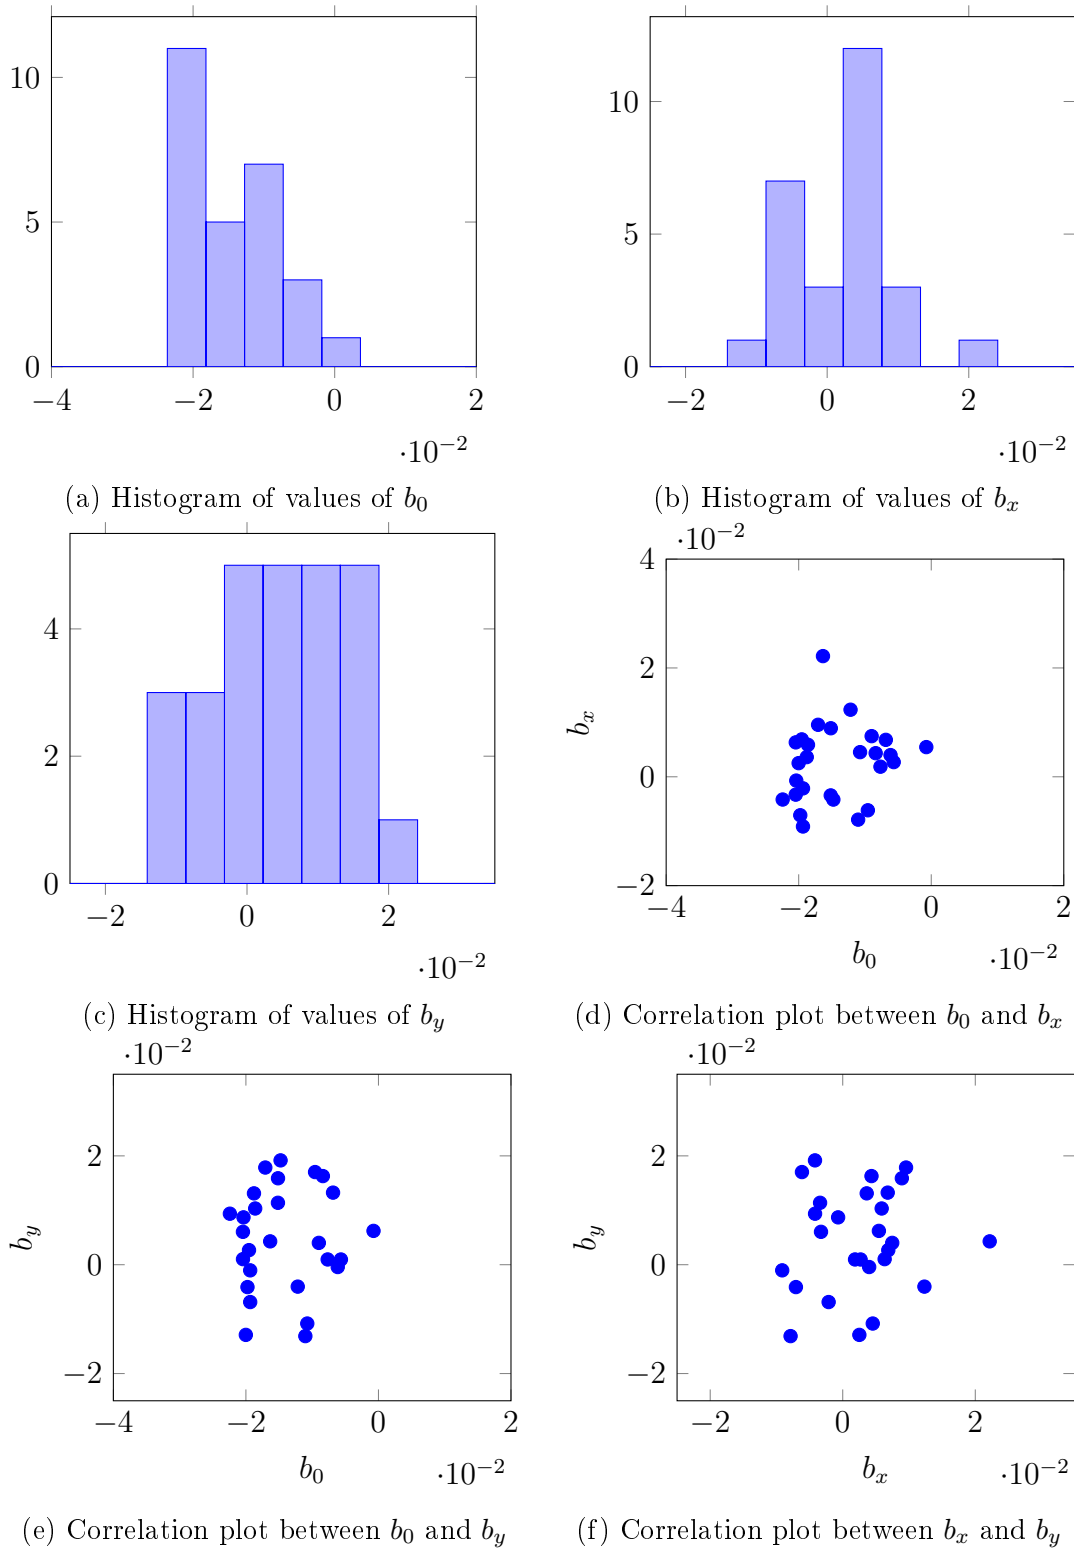 10
5
0
−4 −2 0 2
·10−2
(a) Histogram of values of b0
10
5
0
−2 0 2
·10−2
(b) Histogram of values of bx
4
2
0
−2 0 2
·10−2
(c) Histogram of values of by
·10−2
4
2
0
−2
bx
−4 −2 0 2
b0
·10−2
(d) Correlation plot between b0 and bx
·10−2
2
0
−2
by
−4 −2 0 2
b0
·10−2
(e) Correlation plot between b0 and by
·10−2
2
0
−2
by
−2 0 2
bx
·10−2
(f) Correlation plot between bx and by